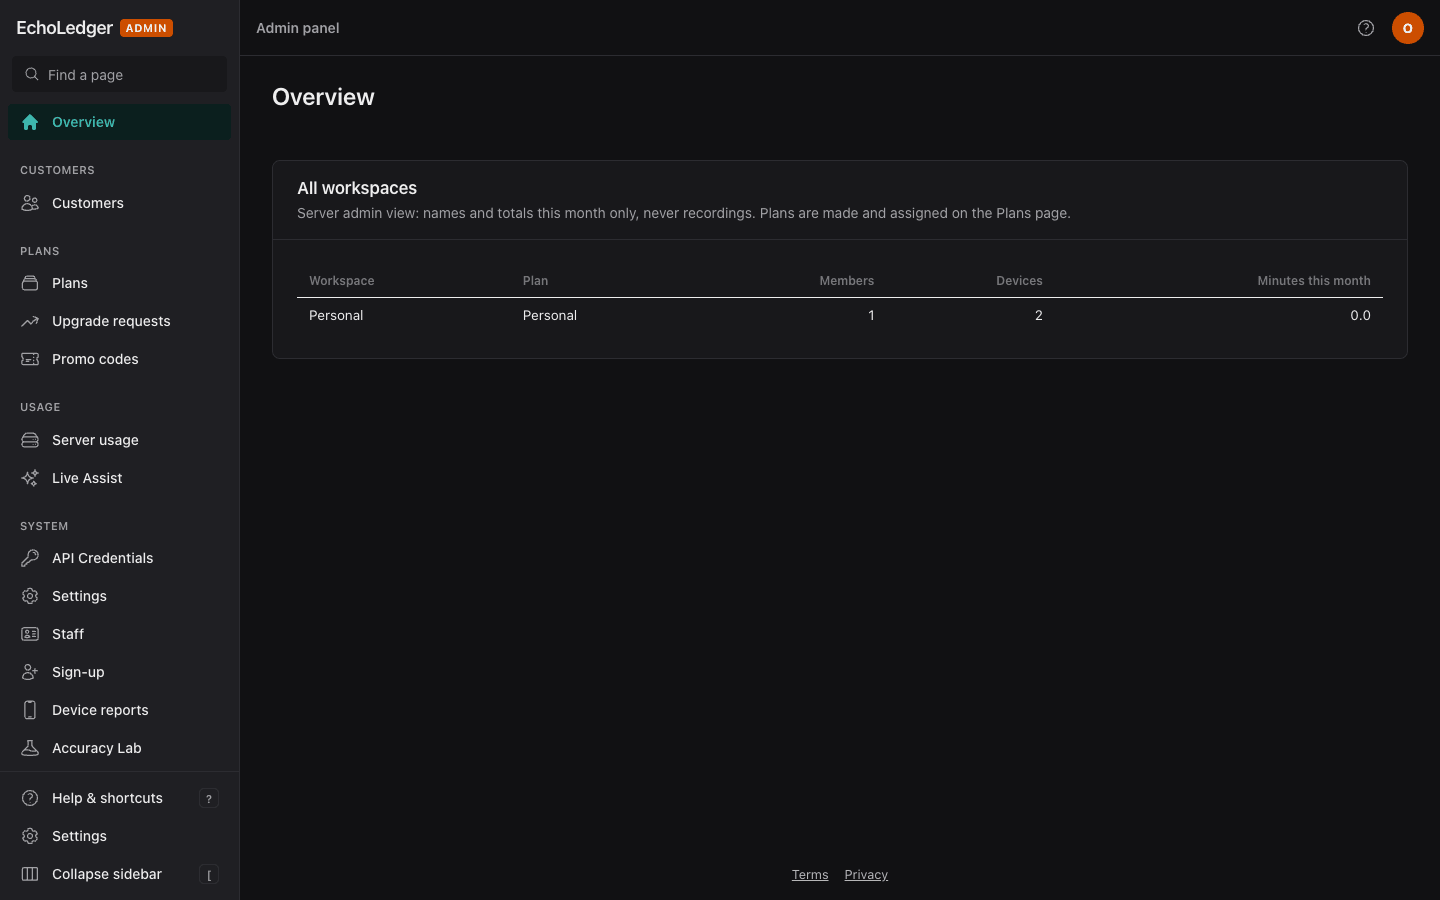 EchoLedger ADMIN
Find a page
Overview
CUSTOMERS
Customers
PLANS
Plans
Upgrade requests
Promo codes
USAGE
Server usage
Live Assist
SYSTEM
API Credentials
Settings
Staff
Sign-up
Device reports
Accuracy Lab
Help & shortcuts ?
Settings
Collapse sidebar [
Admin panel
O
Overview
All workspaces
Server admin view: names and totals this month only, never recordings. Plans are made and assigned on the Plans page.
Workspace Plan Members Devices Minutes this month
Personal Personal 1 2 0.0
Terms Privacy